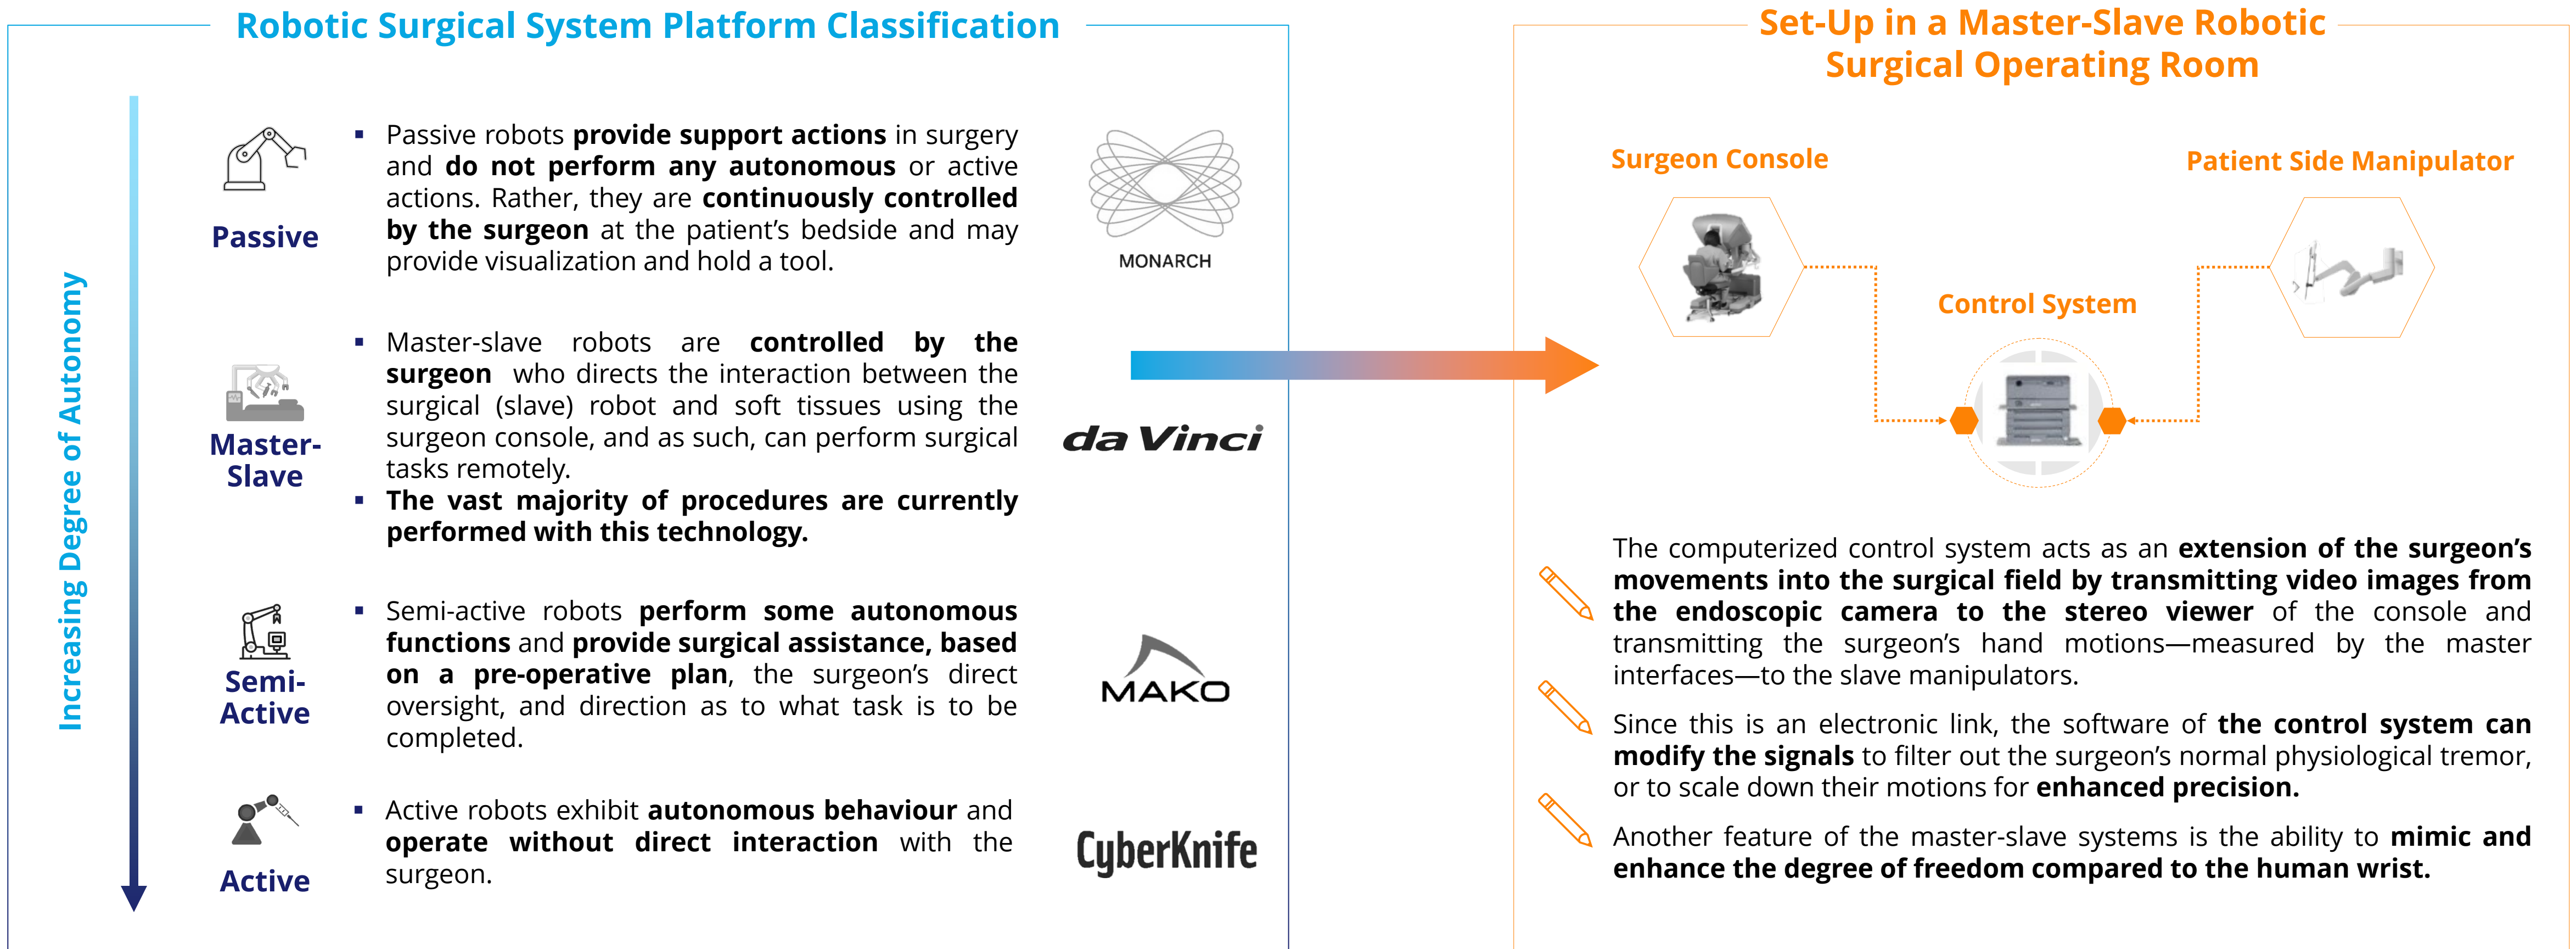 Robotic Surgical System Platform Classification
Increasing Degree of Autonomy
Passive
Passive robots provide support actions in surgery
and do not perform any autonomous or active
actions. Rather, they are continuously controlled
by the surgeon at the patient’s bedside and may
provide visualization and hold a tool.
MONARCH
Master-
Slave
Master-slave robots are controlled by the
surgeon who directs the interaction between the
surgical (slave) robot and soft tissues using the
surgeon console, and as such, can perform surgical
tasks remotely.
The vast majority of procedures are currently
performed with this technology.
da Vinci
Semi-
Active
Semi-active robots perform some autonomous
functions and provide surgical assistance, based
on a pre-operative plan, the surgeon’s direct
oversight, and direction as to what task is to be
completed.
MAKO
Active
Active robots exhibit autonomous behaviour and
operate without direct interaction with the
surgeon.
CyberKnife
Set-Up in a Master-Slave Robotic
Surgical Operating Room
Surgeon Console
Patient Side Manipulator
Control System
The computerized control system acts as an extension of the surgeon’s
movements into the surgical field by transmitting video images from
the endoscopic camera to the stereo viewer of the console and
transmitting the surgeon’s hand motions—measured by the master
interfaces—to the slave manipulators.
Since this is an electronic link, the software of the control system can
modify the signals to filter out the surgeon’s normal physiological tremor,
or to scale down their motions for enhanced precision.
Another feature of the master-slave systems is the ability to mimic and
enhance the degree of freedom compared to the human wrist.